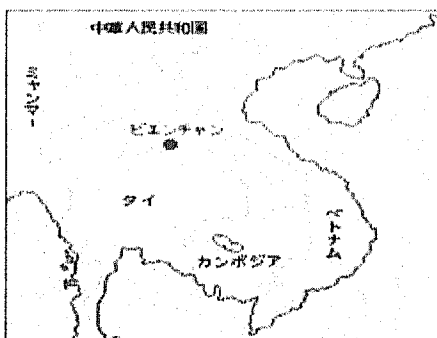 中華人民共和国
ビエンチャン
タイ
ベトナム
カンボジア